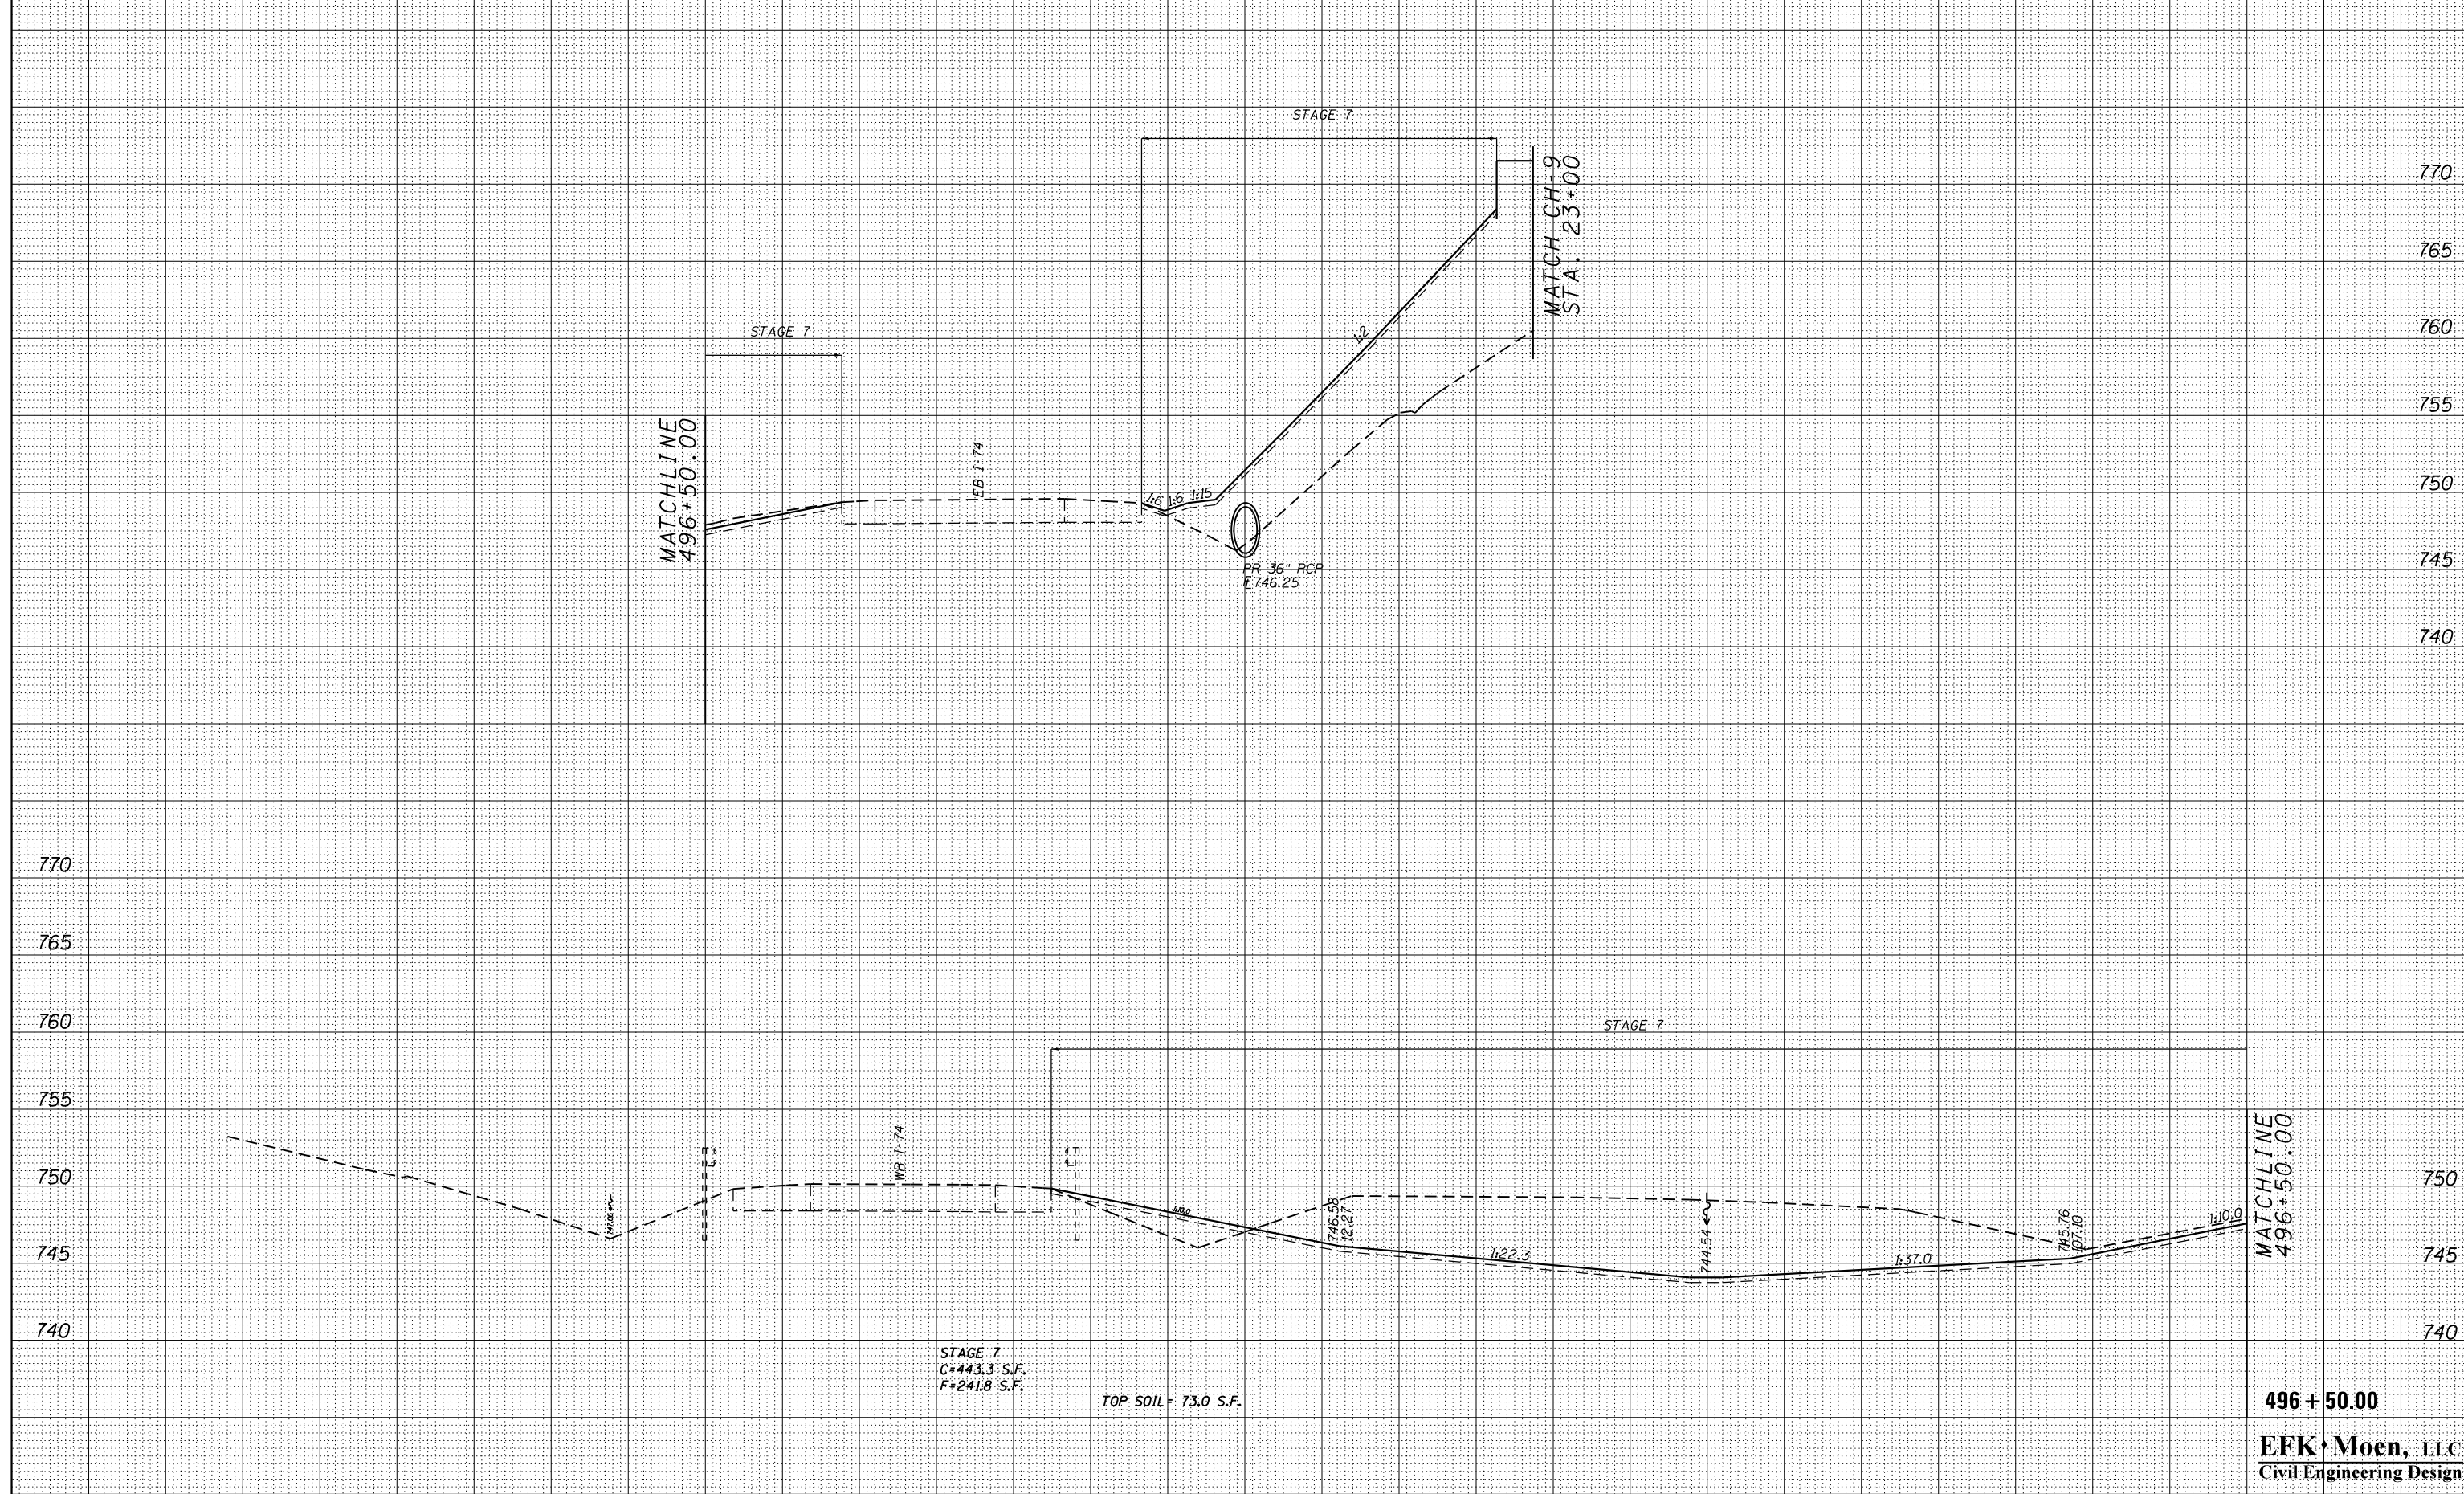 STAGE 7
770
MATCH CH-9
STA. 23+00
765
STAGE 7
760
1:2
755
MATCHLINE
496+50.00
EB I-74
750
1:6 1:6 1:15
745
PR 36" RCP
746.25
740
770
765
760
STAGE 7
755
WB I-74
MATCHLINE
496+50.00
750
750
746.58
12.27
744.54
745.76
107.10
1:10.0
745
1:22.3
1:37.0
745
740
740
STAGE 7
C=443.3 S.F.
F=241.8 S.F.
TOP SOIL= 73.0 S.F.
496+50.00
EFK•Moen, LLC
Civil Engineering Design